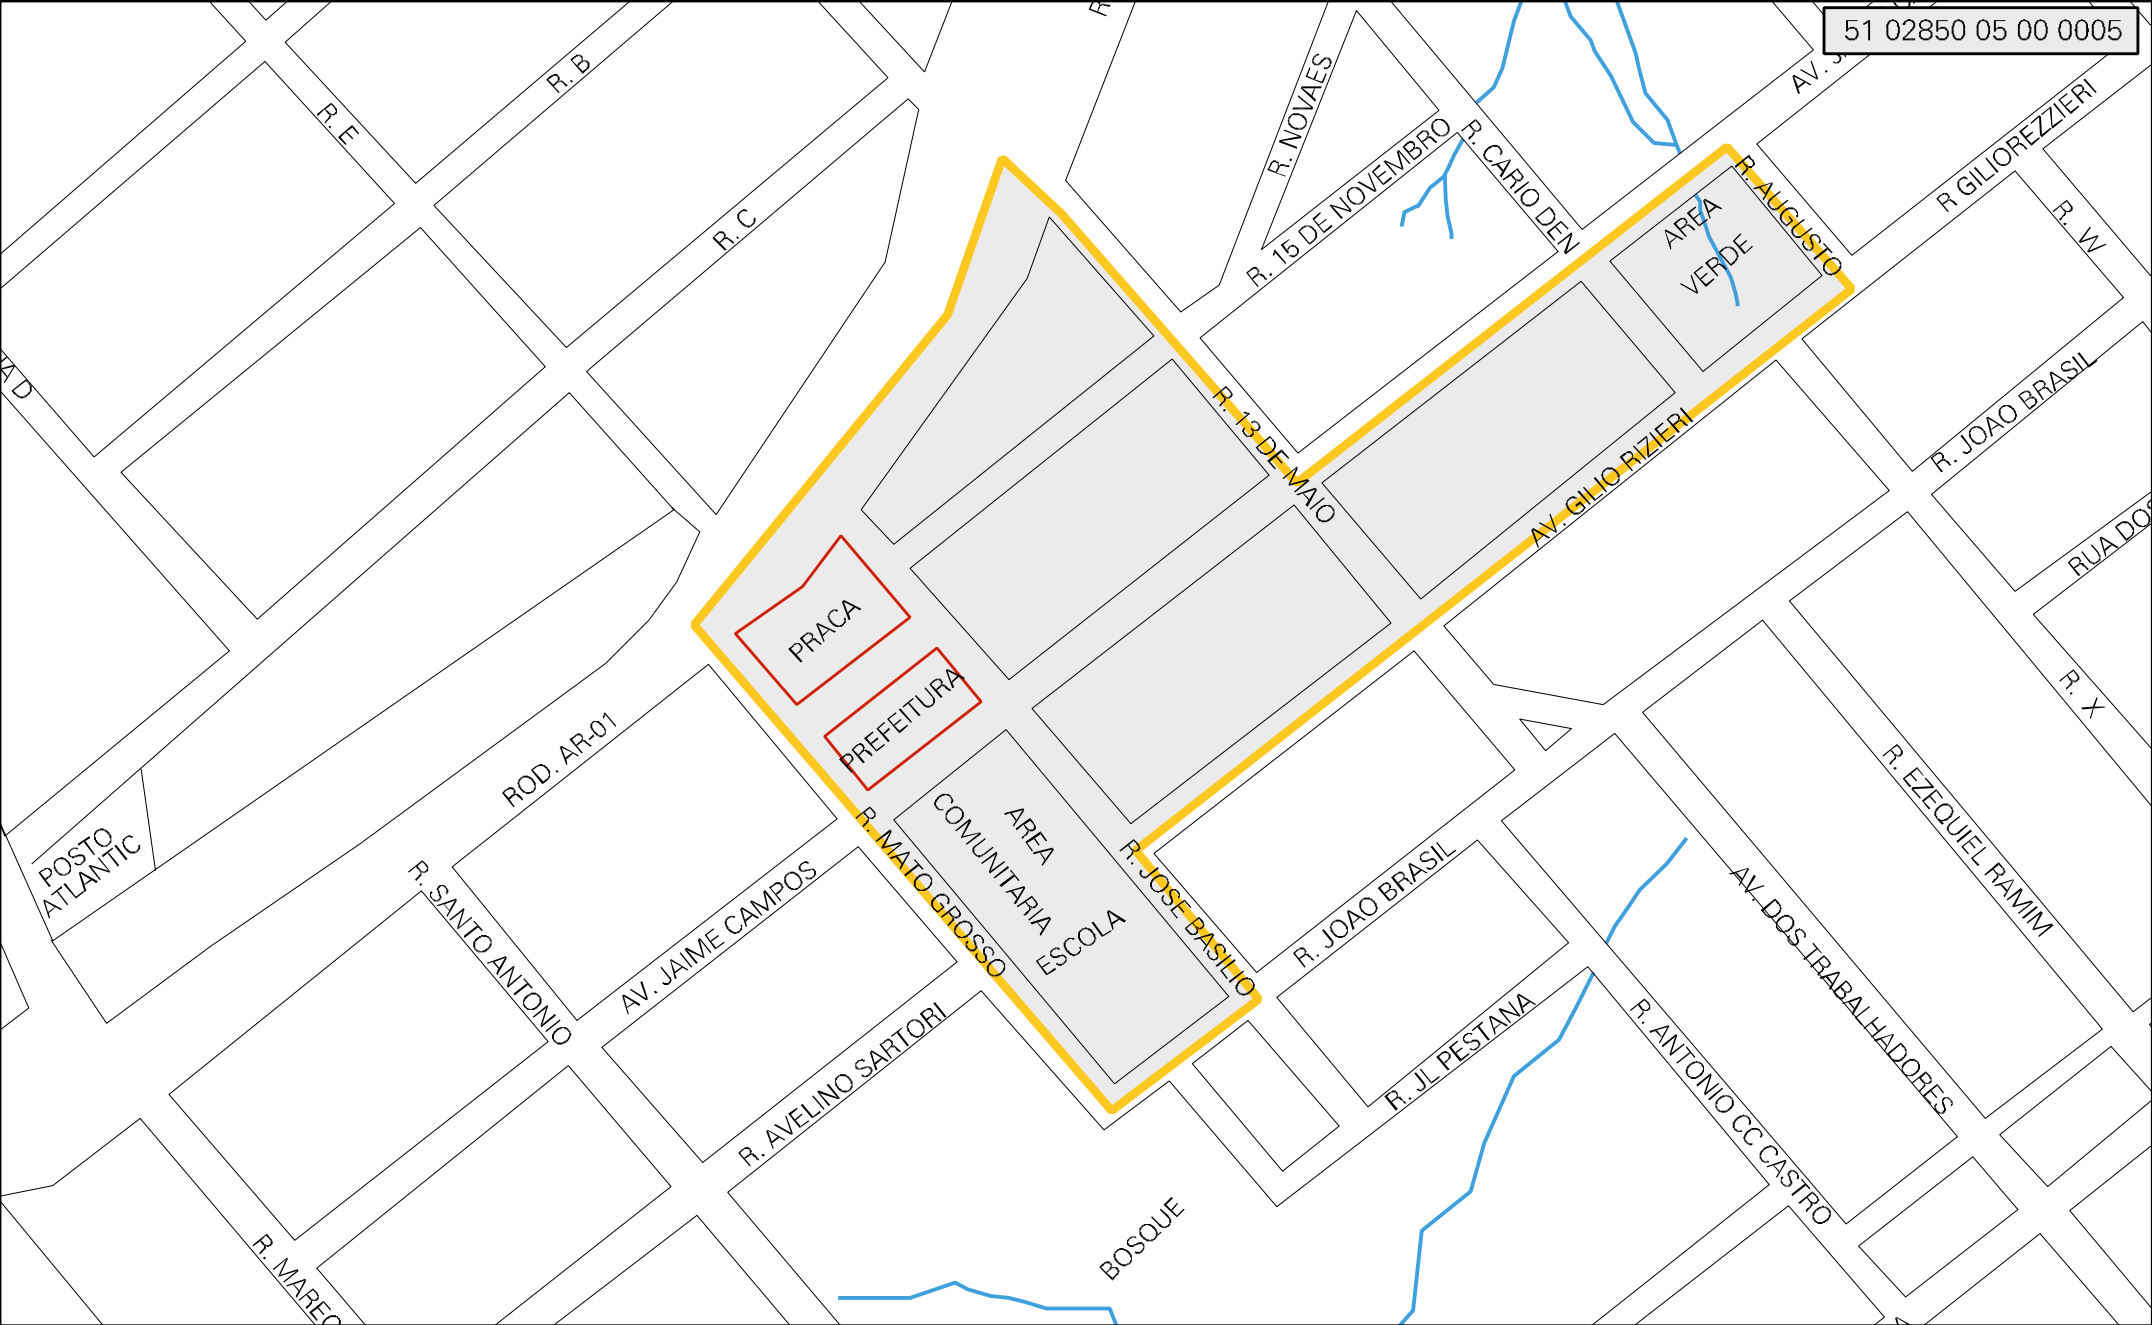 51 02850 05 00 0005
R. B
R. E
R. C
R. NOVAES
R. 15 DE NOVEMBRO
R. CARIO DEN
R. AUGUSTO
R GILIOREZZIERI
R. W
AREA
VERDE
R. 13 DE MAIO
AV. GILIO RIZIERI
R. JOAO BRASIL
R. X
PRACA
PREFEITURA
ROD. AR-01
POSTO
ATLANTIC
R. SANTO ANTONIO
AV. JAIME CAMPOS
R. MATO GROSSO
AREA
COMUNITARIA
ESCOLA
R. JOSE BASILIO
R. JOAO BRASIL
R. EZEQUIEL RAMIM
AV. DOS TRABALHADORES
R. AVELINO SARTORI
R. JL PESTANA
R. ANTONIO CC CASTRO
BOSQUE